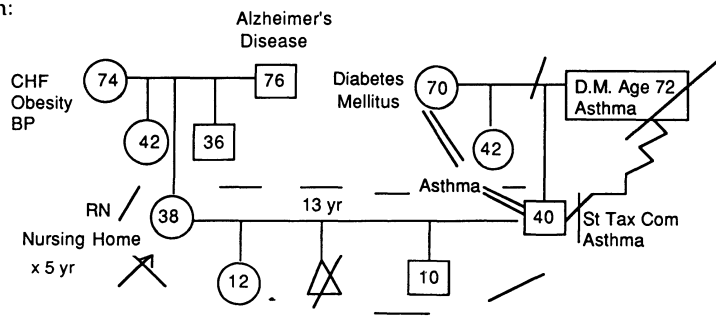 n:
Alzheimer's
Disease
CHF
Obesity
BP
74
76
Diabetes
Mellitus
70
D.M. Age 72
Asthma
42
36
42
Asthma
RN
38
13 yr
40
St Tax Com
Asthma
Nursing Home
x 5 yr
12
10